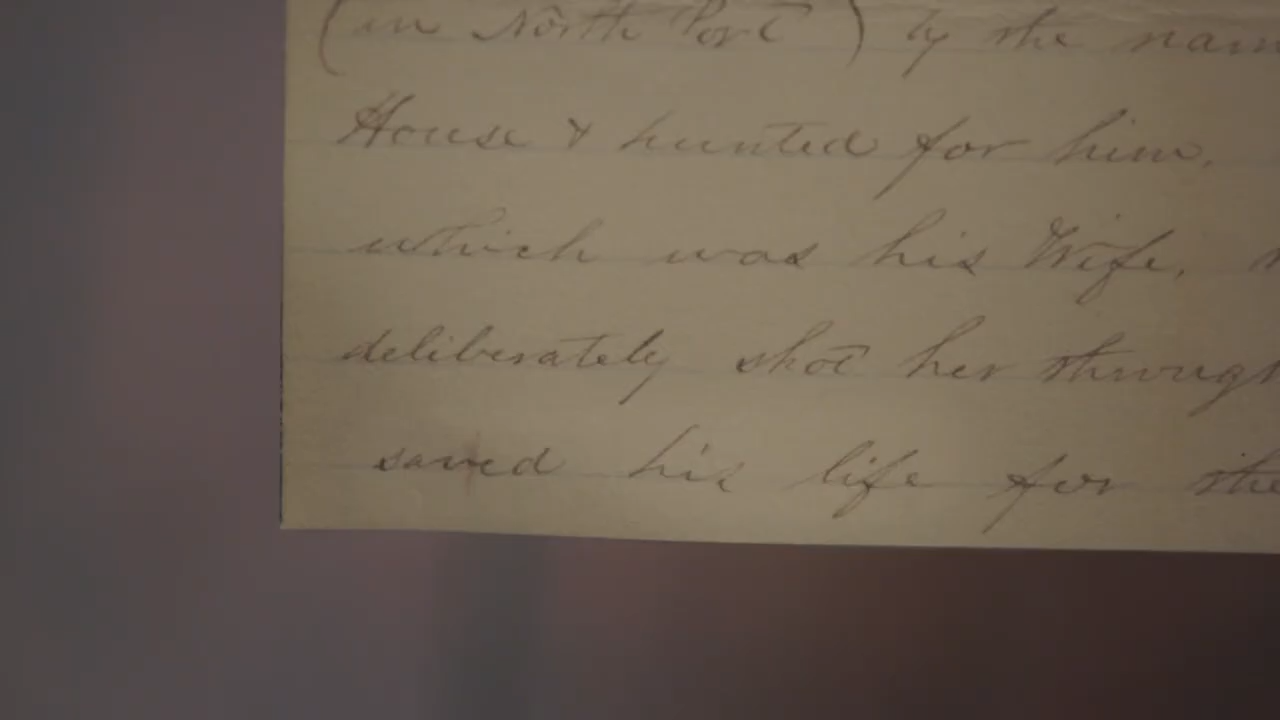 (in North Port) by the nam
House & hunted for him.
which was his Wife,
deliberately shot her through
saved his life for the